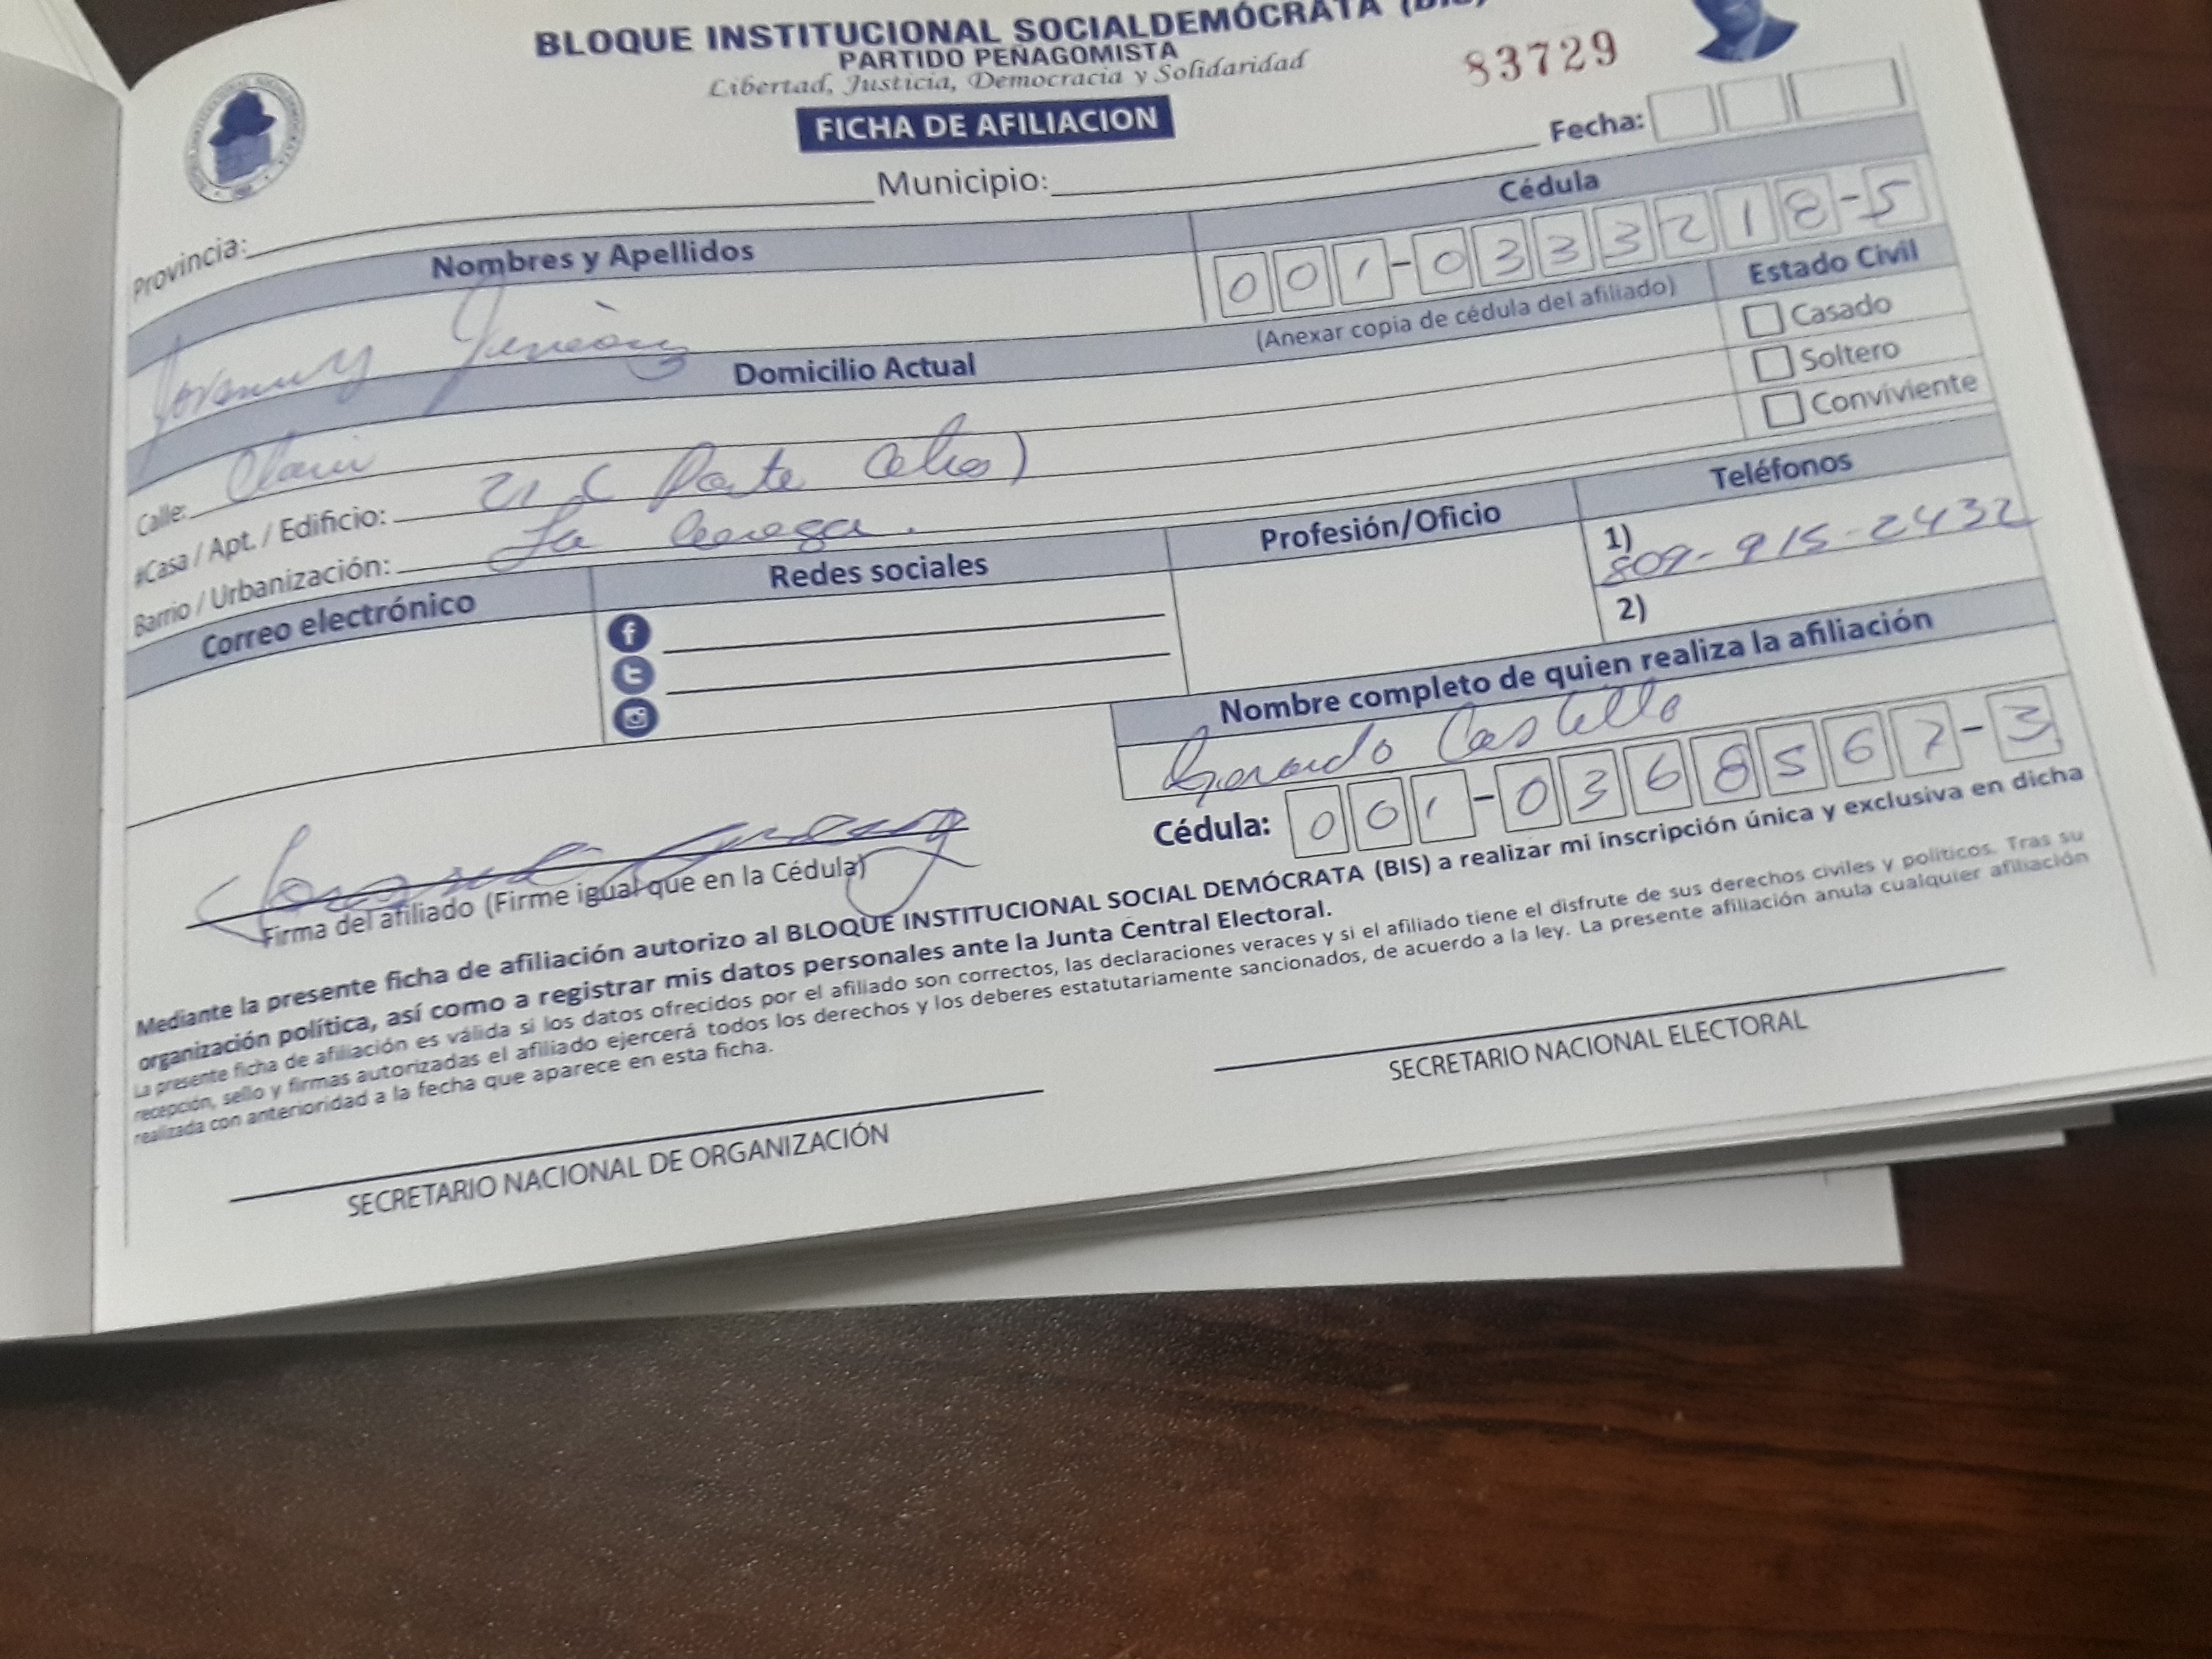 BLOQUE INSTITUCIONAL SOCIALDEMÓCRATA
PARTIDO PEÑAGOMISTA
Libertad, Justicia, Democracia y Solidaridad
83729
FICHA DE AFILIACION
Fecha:
Provincia: Municipio:
Nombres y Apellidos
Cédula
001-0333218-5
(Anexar copia de cédula del afiliado)
Estado Civil
Casado
Soltero
Conviviente
Domicilio Actual
Calle:
#Casa / Apt. / Edificio: 21 ( Parte
Barrio / Urbanización: La
Correo electrónico
Redes sociales
Profesión/Oficio
Teléfonos
1) 809-915-2432
2)
Nombre completo de quien realiza la afiliación
Gerardo Castillo
Cédula: 001-0368567-3
Firma del afiliado (Firme igual que en la Cédula)
Mediante la presente ficha de afiliación autorizo al BLOQUE INSTITUCIONAL SOCIAL DEMÓCRATA (BIS) a realizar mi inscripción única y exclusiva en dicha
organización política, así como a registrar mis datos personales ante la Junta Central Electoral.
La presente ficha de afiliación es válida si los datos ofrecidos por el afiliado son correctos, las declaraciones veraces y si el afiliado tiene el disfrute de sus derechos civiles y políticos. Tras su
recepción, sello y firmas autorizadas el afiliado ejercerá todos los derechos y los deberes estatutariamente sancionados, de acuerdo a la ley. La presente afiliación anula cualquier afiliación
realizada con anterioridad a la fecha que aparece en esta ficha.
SECRETARIO NACIONAL DE ORGANIZACIÓN
SECRETARIO NACIONAL ELECTORAL